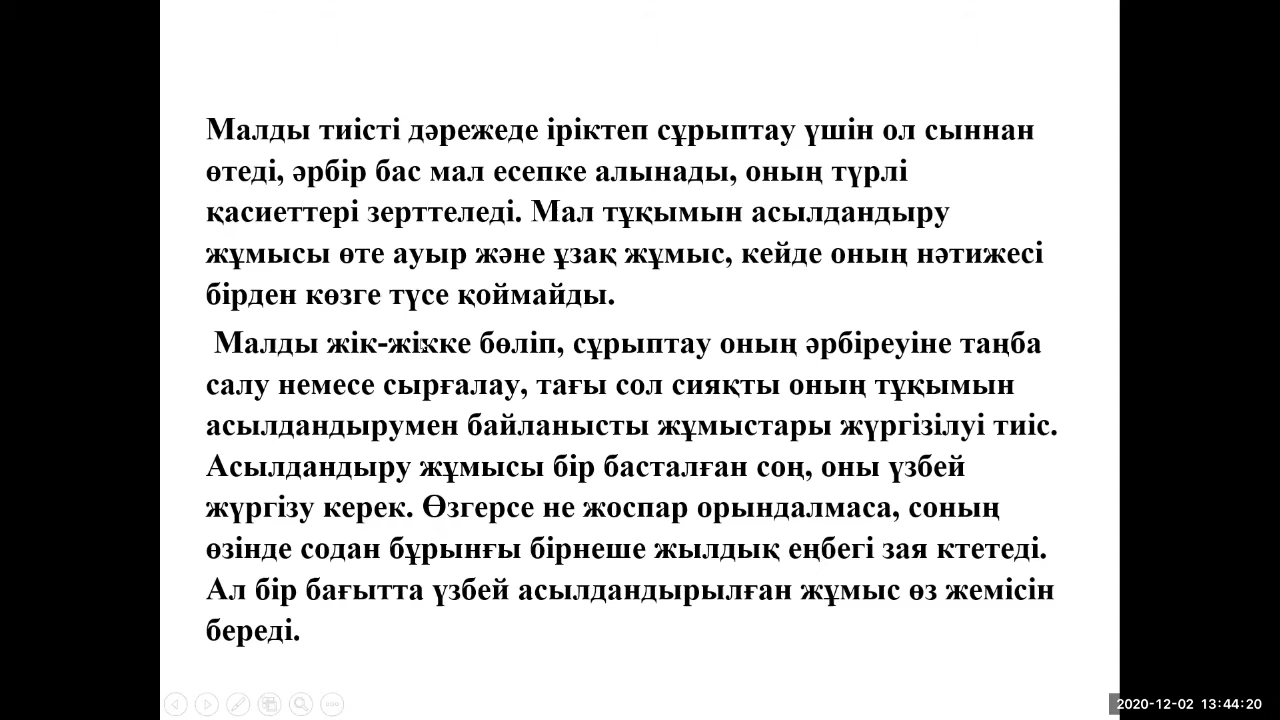 Малды тиісті дәрежеде іріктеп сұрыптау үшін ол сыннан
өтеді, әрбір бас мал есепке алынады, оның түрлі
қасиеттері зерттеледі. Мал тұқымын асылдандыру
жұмысы өте ауыр және ұзақ жұмыс, кейде оның нәтижесі
бірден көзге түсе қоймайды.
Малды жік-жікке бөліп, сұрыптау оның әрбіреуіне таңба
салу немесе сырғалау, тағы сол сияқты оның тұқымын
асылдандырумен байланысты жұмыстары жүргізілуі тиіс.
Асылдандыру жұмысы бір басталған соң, оны үзбей
жүргізу керек. Өзгерсе не жоспар орындалмаса, соның
өзінде содан бұрынғы бірнеше жылдық еңбегі зая ктетеді.
Ал бір бағытта үзбей асылдандырылған жұмыс өз жемісін
береді.
2020-12-02 13:44:20